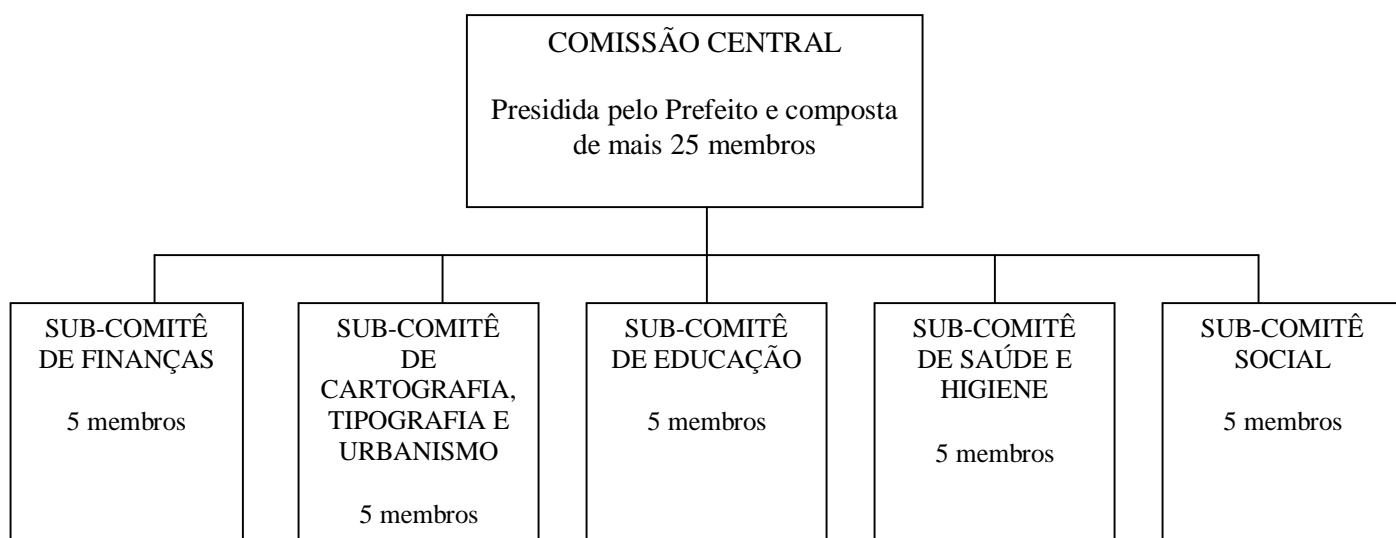 COMISSÃO CENTRAL
Presidida pelo Prefeito e composta
de mais 25 membros
SUB-COMITÊ
DE FINANÇAS
5 membros
SUB-COMITÊ
DE
CARTOGRAFIA,
TIPOGRAFIA E
URBANISMO
5 membros
SUB-COMITÊ
DE EDUCAÇÃO
5 membros
SUB-COMITÊ
DE SAÚDE E
HIGIENE
5 membros
SUB-COMITÊ
SOCIAL
5 membros